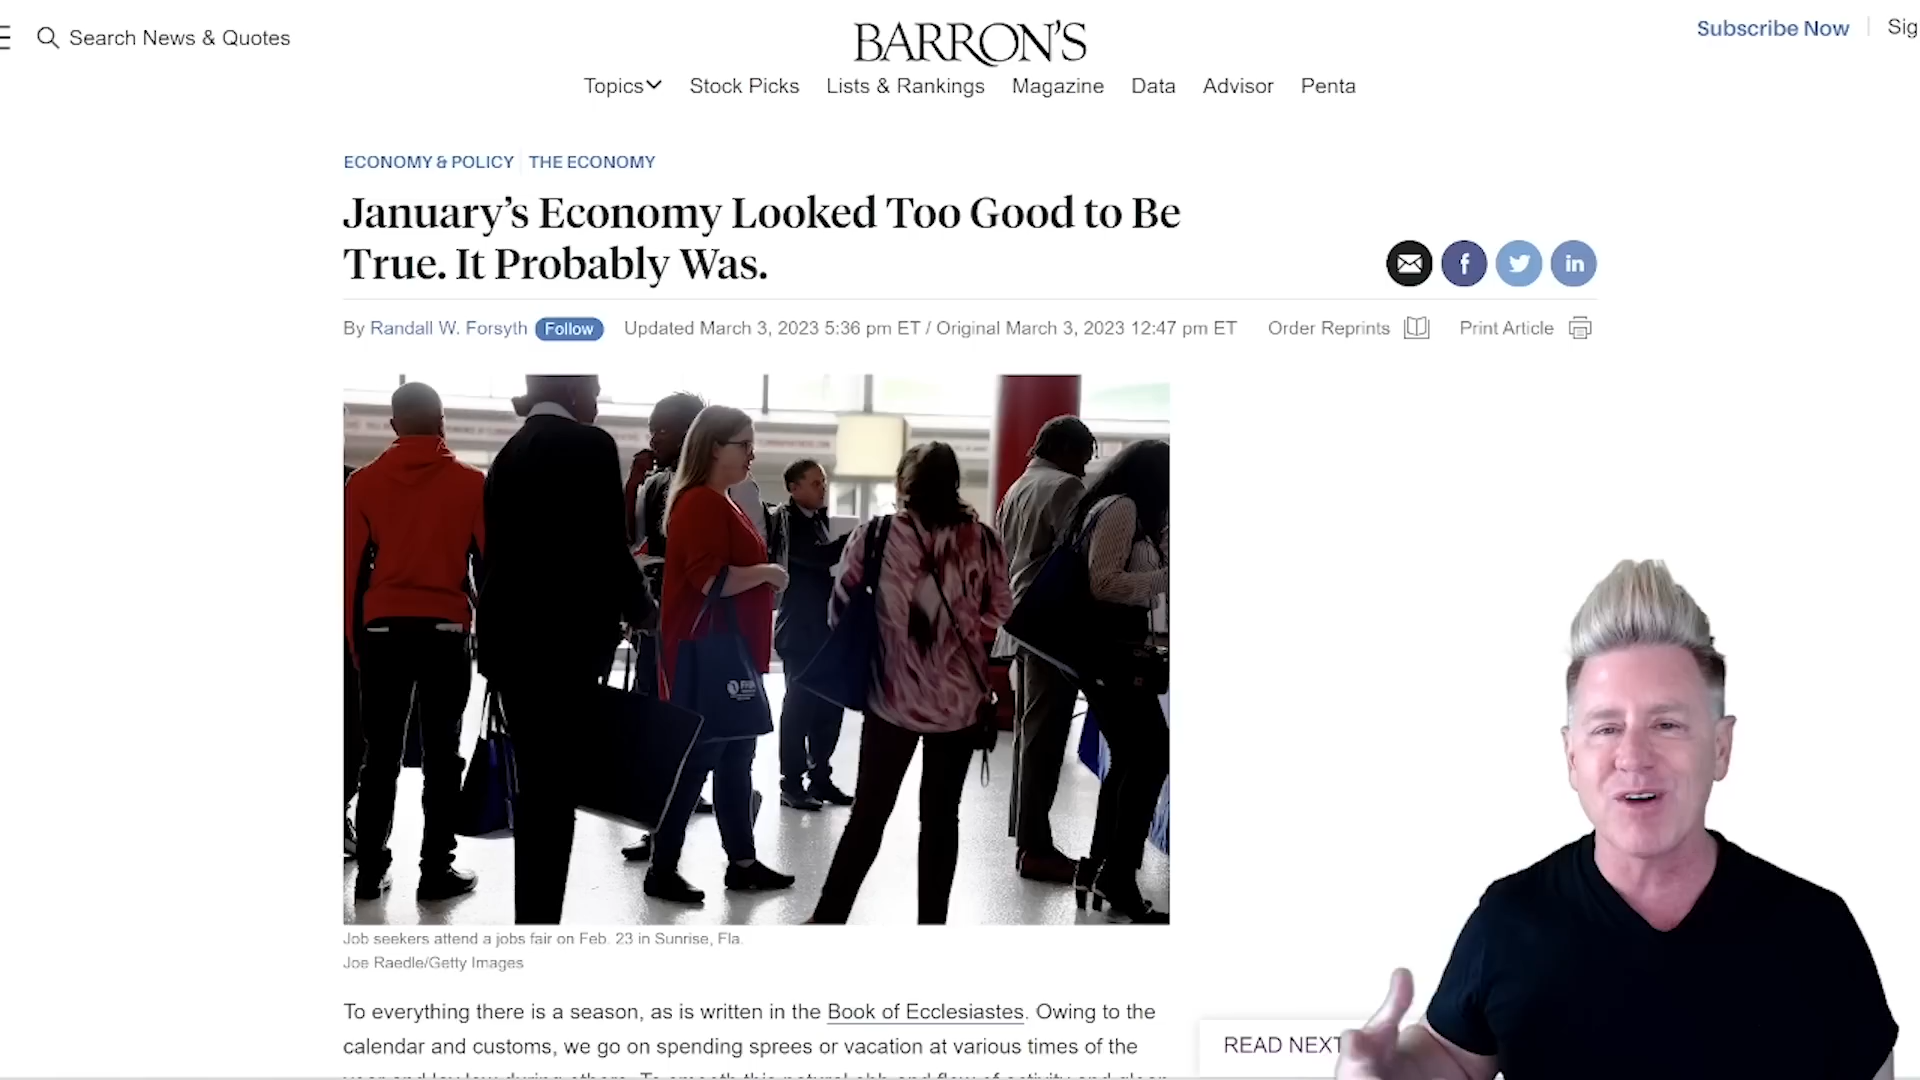 Search News & Quotes
BARRON'S
Subscribe Now
Topics Stock Picks Lists & Rankings Magazine Data Advisor Penta
ECONOMY & POLICY THE ECONOMY
January’s Economy Looked Too Good to Be
True. It Probably Was.
By Randall W. Forsyth Follow Updated March 3, 2023 5:36 pm ET / Original March 3, 2023 12:47 pm ET Order Reprints Print Article
Job seekers attend a jobs fair on Feb. 23 in Sunrise, Fla.
Joe Raedle/Getty Images
To everything there is a season, as is written in the Book of Ecclesiastes. Owing to the
calendar and customs, we go on spending sprees or vacation at various times of the
READ NEXT